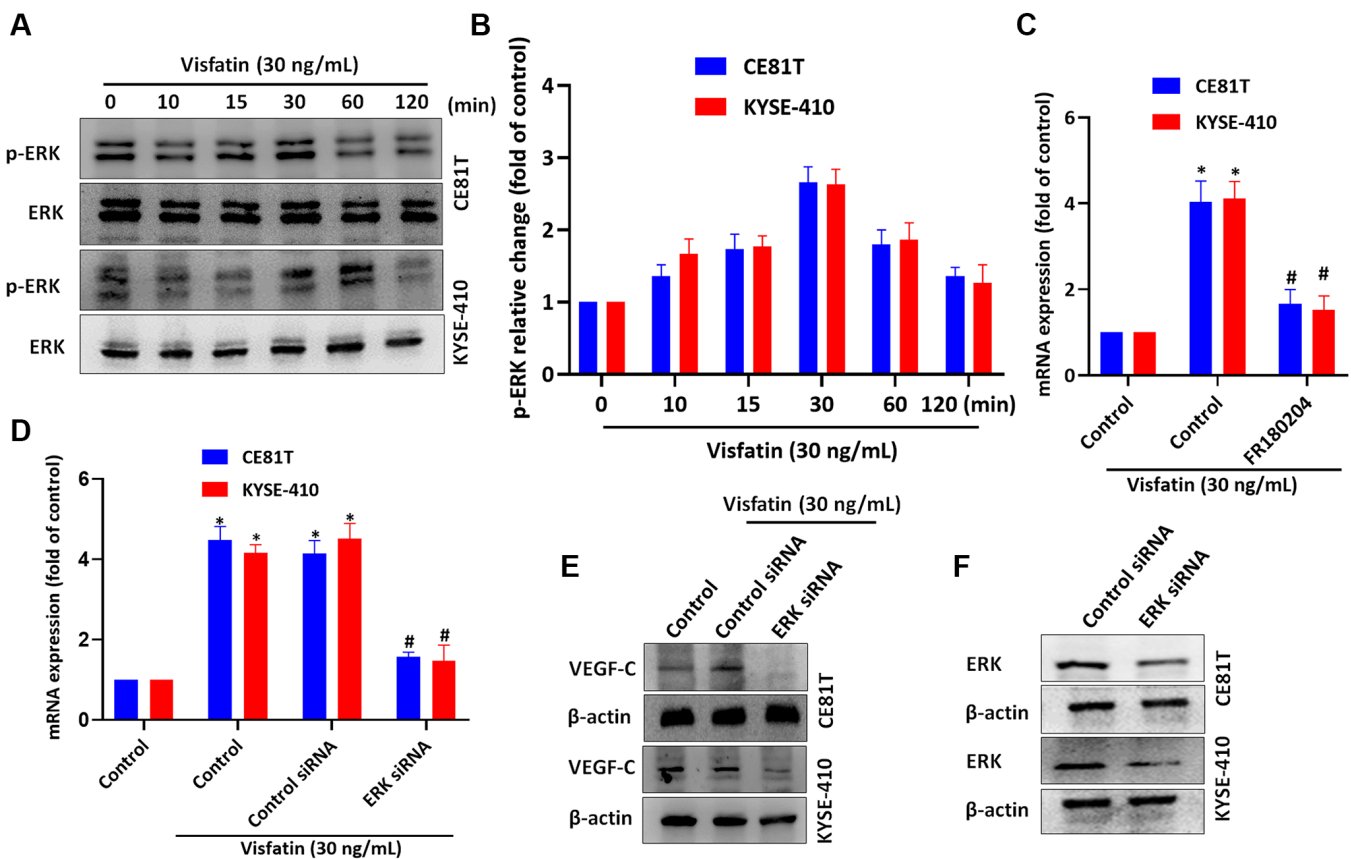 A
Visfatin (30 ng/mL)
0 10 15 30 60 120 (min)
p-ERK
ERK
CE81T
p-ERK
ERK
KYSE-410
B
CE81T
KYSE-410
p-ERK relative change (fold of control)
4
3
2
1
0
0 10 15 30 60 120 (min)
Visfatin (30 ng/mL)
C
CE81T
KYSE-410
mRNA expression (fold of control)
6
4
2
0
* *
# #
Control Control FR180204
Visfatin (30 ng/mL)
D
CE81T
KYSE-410
mRNA expression (fold of control)
6
4
2
0
* * * *
# #
Control Control Control siRNA ERK siRNA
Visfatin (30 ng/mL)
E
Visfatin (30 ng/mL)
Control Control siRNA ERK siRNA
VEGF-C
β-actin
CE81T
VEGF-C
β-actin
KYSE-410
F
Control siRNA ERK siRNA
ERK
β-actin
CE81T
ERK
β-actin
KYSE-410